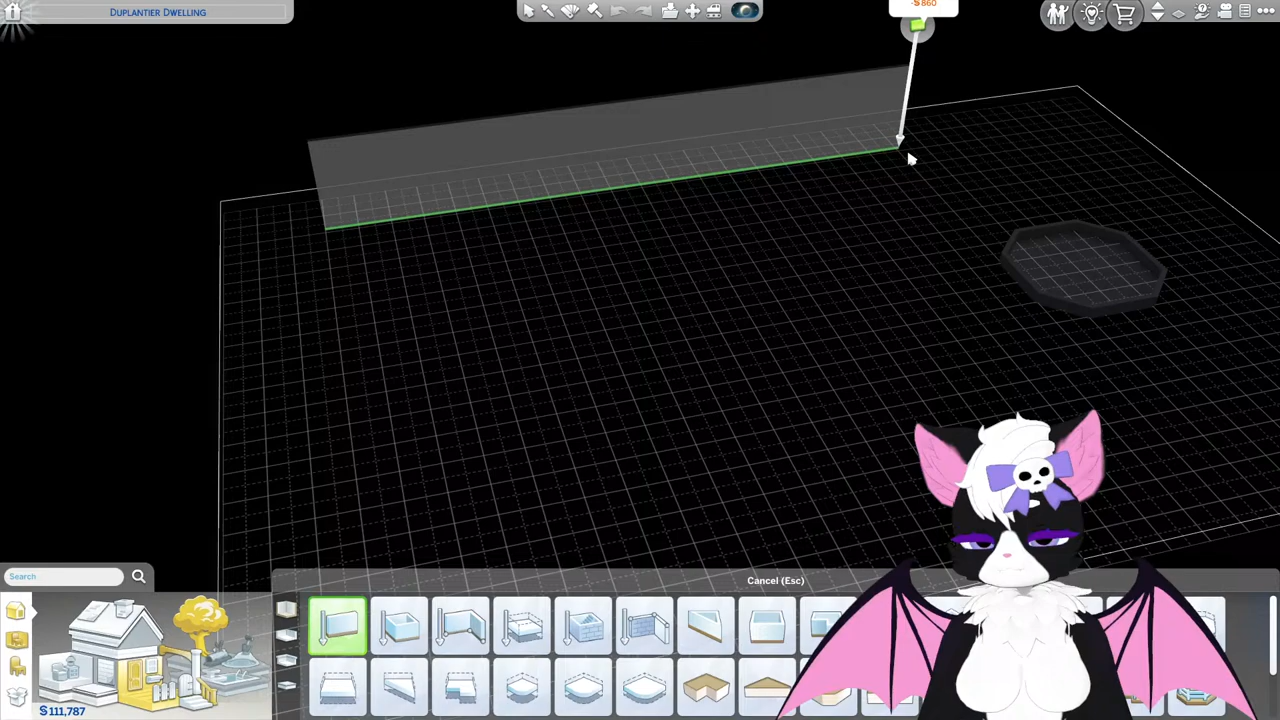 DUPLANTIER DWELLING
-$860
Cancel (Esc)
Search
$111,787